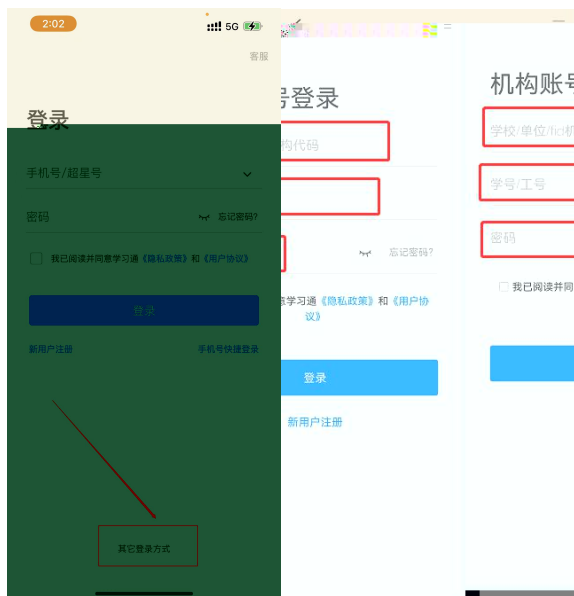 2:02
5G
客服
登录
手机号/超星号
密码
忘记密码?
我已阅读并同意学习通《隐私政策》和《用户协议》
登录
新用户注册
手机号快捷登录
其它登录方式
号登录
构代码
忘记密码?
意学习通《隐私政策》和《用户协
议》
登录
新用户注册
机构账号
学校/单位/fid/机
学号/工号
密码
我已阅读并同